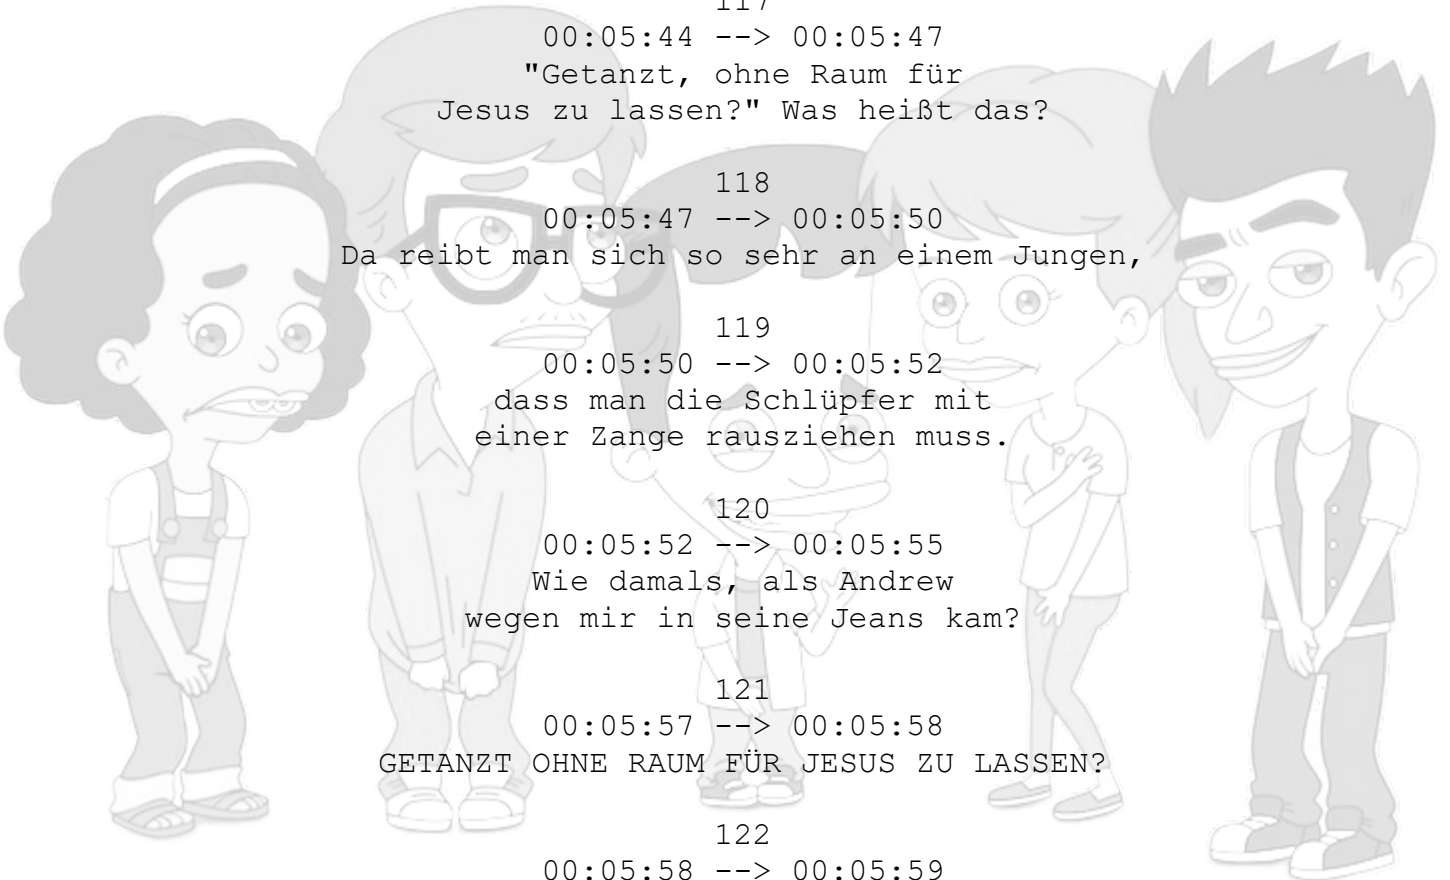 117
00:05:44 --> 00:05:47
"Getanzt, ohne Raum für
Jesus zu lassen?" Was heißt das?
118
00:05:47 --> 00:05:50
Da reibt man sich so sehr an einem Jungen,
119
00:05:50 --> 00:05:52
dass man die Schlüpfer mit
einer Zange rausziehen muss.
120
00:05:52 --> 00:05:55
Wie damals, als Andrew
wegen mir in seine Jeans kam?
121
00:05:57 --> 00:05:58
GETANZT OHNE RAUM FÜR JESUS ZU LASSEN?
122
00:05:58 --> 00:05:59